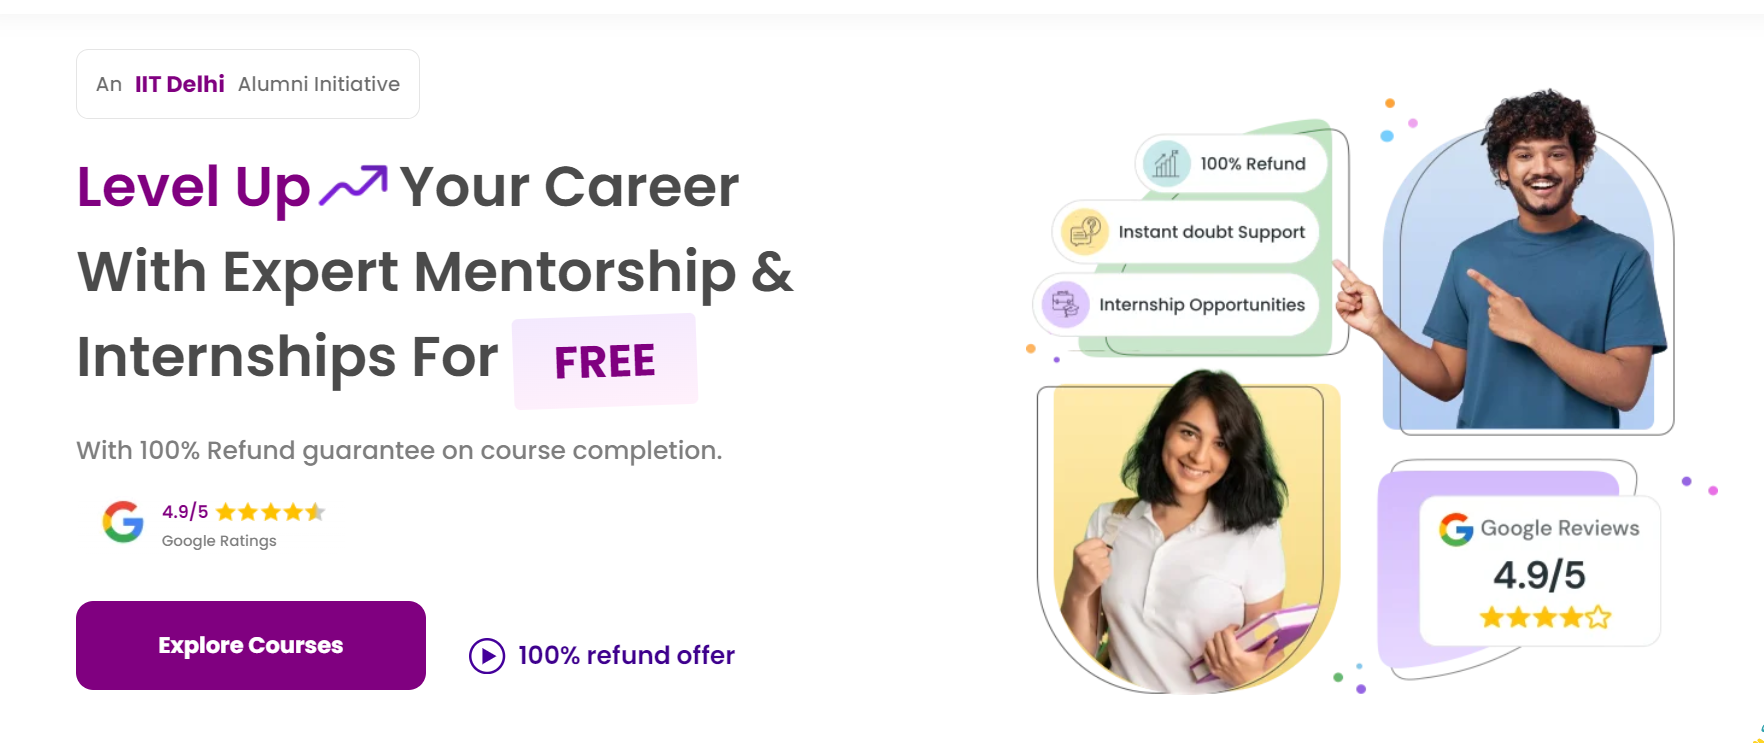 An IIT Delhi Alumni Initiative
Level Up Your Career
With Expert Mentorship &
Internships For FREE
With 100% Refund guarantee on course completion.
4.9/5
Google Ratings
Explore Courses
100% refund offer
100% Refund
Instant doubt Support
Internship Opportunities
Google Reviews
4.9/5